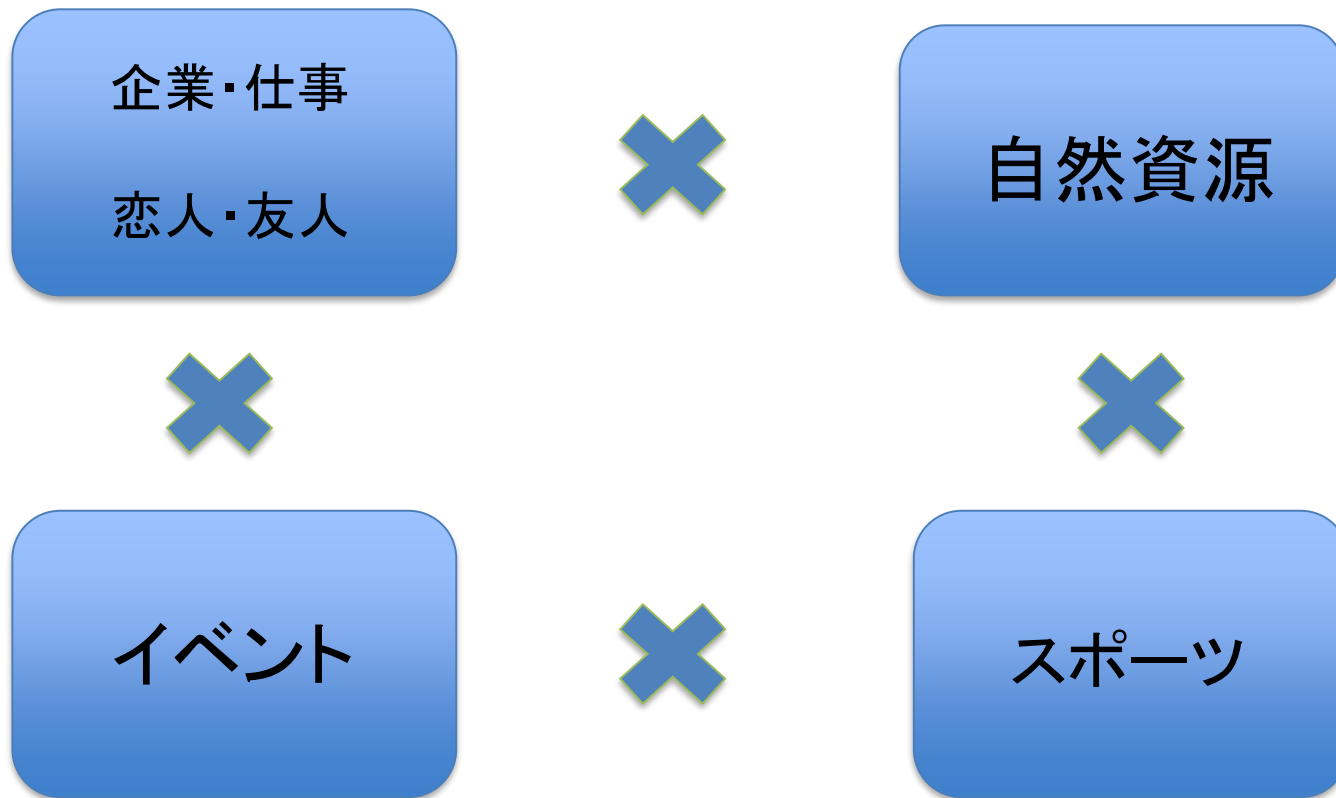 企業・仕事
恋人・友人
自然資源
イベント
スポーツ